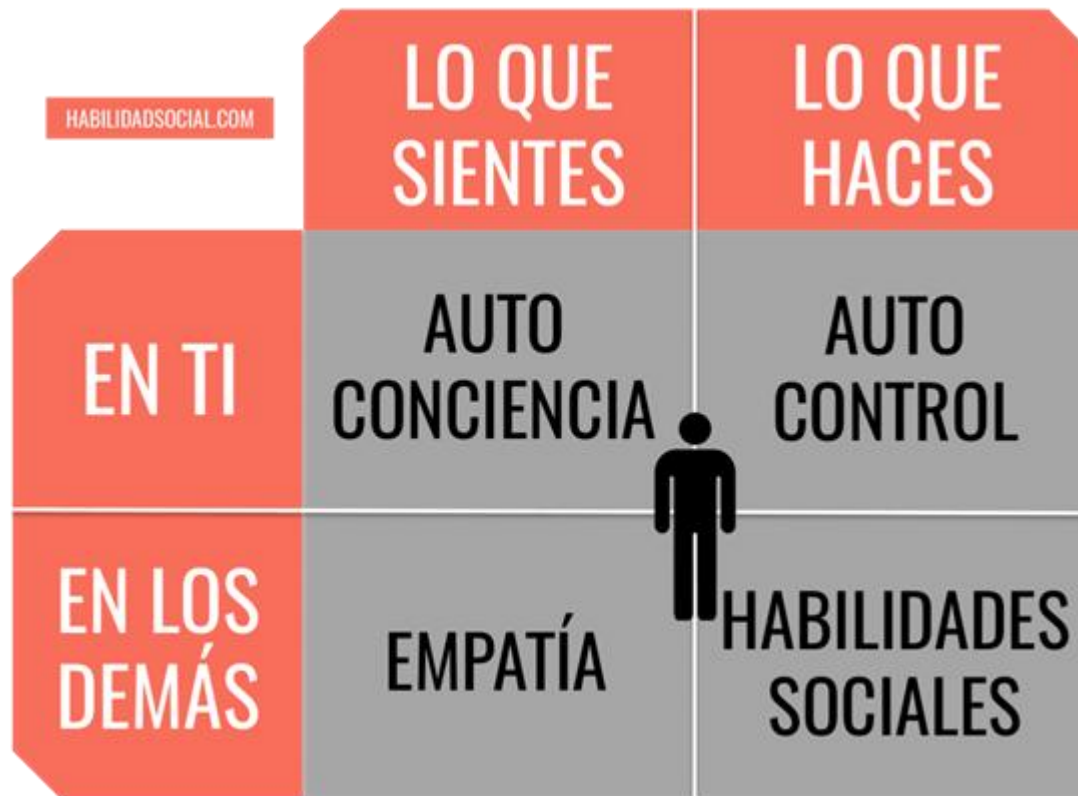 HABILIDADSOCIAL.COM
LO QUE
SIENTES
LO QUE
HACES
EN TI
AUTO
CONCIENCIA
AUTO
CONTROL
EN LOS
DEMÁS
EMPATÍA
HABILIDADES
SOCIALES